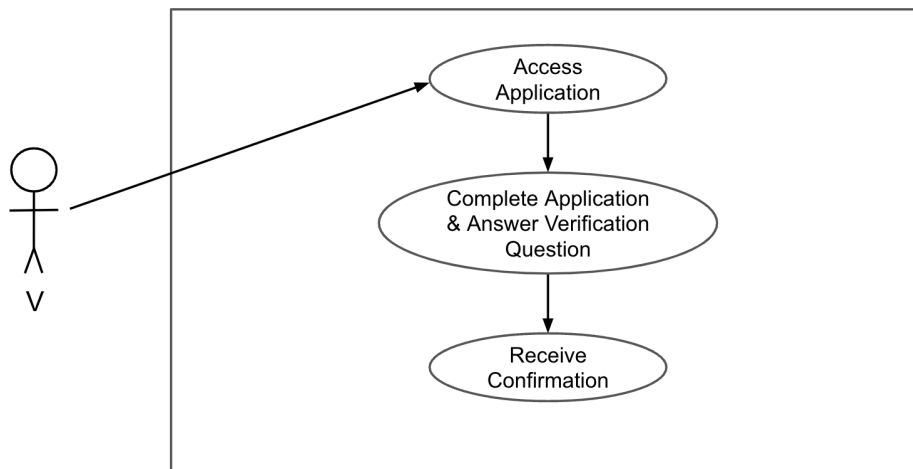 Access
Application
Complete Application
& Answer Verification
Question
V
Receive
Confirmation